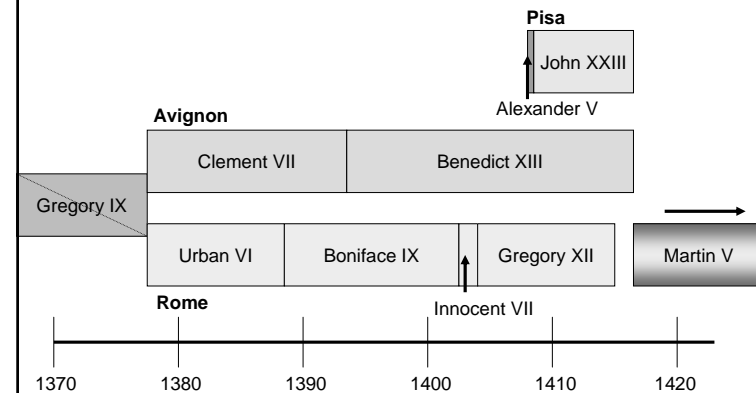 Pisa
John XXIII
Alexander V
Avignon
Clement VII
Benedict XIII
Gregory IX
Urban VI
Boniface IX
Gregory XII
Martin V
Rome
Innocent VII
1370
1380
1390
1400
1410
1420